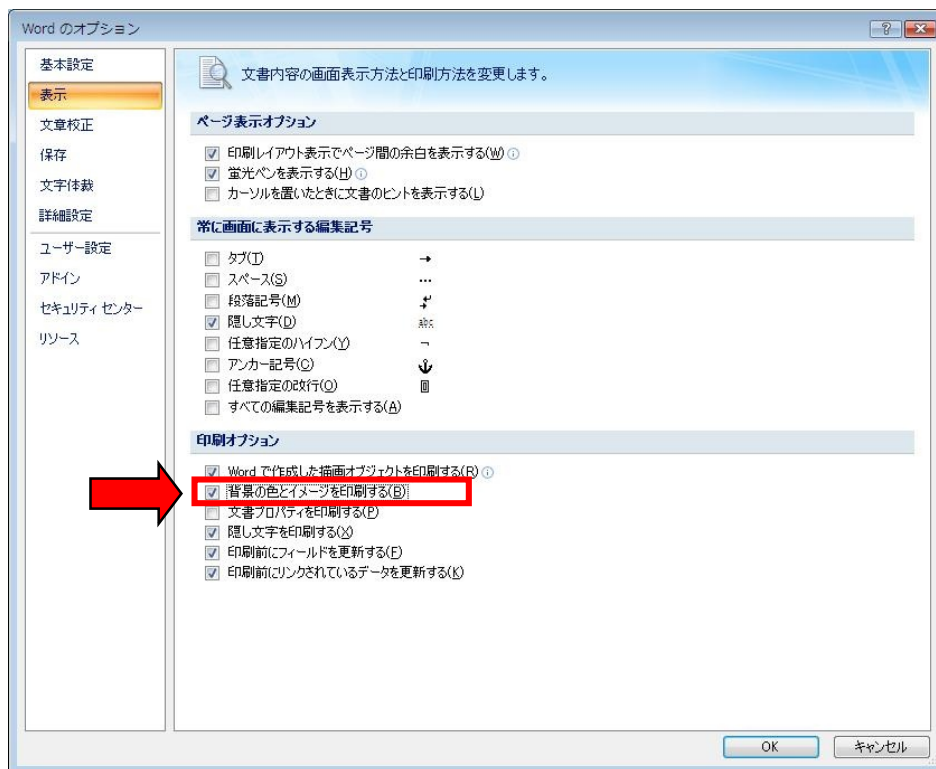 Word のオプション
基本設定
表示
文章校正
保存
文字体裁
詳細設定
ユーザー設定
アドイン
セキュリティ センター
リソース
文書内容の画面表示方法と印刷方法を変更します。
ページ表示オプション
印刷レイアウト表示でページ間の余白を表示する(W)
蛍光ペンを表示する(H)
カーソルを置いたときに文書のヒントを表示する(L)
常に画面に表示する編集記号
タブ(T) →
スペース(S) ...
段落記号(M)
隠し文字(D) abc
任意指定のハイフン(Y) ¬
アンカー記号(C)
任意指定の改行(O)
すべての編集記号を表示する(A)
印刷オプション
Word で作成した描画オブジェクトを印刷する(R)
背景の色とイメージを印刷する(B)
文書プロパティを印刷する(P)
隠し文字を印刷する(X)
印刷前にフィールドを更新する(F)
印刷前にリンクされているデータを更新する(K)
OK キャンセル